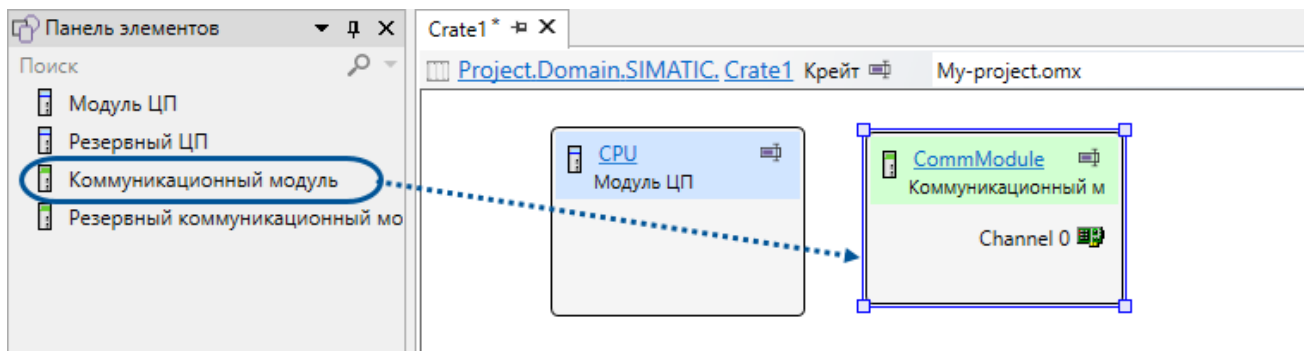 Панель элементов
Поиск
Модуль ЦП
Резервный ЦП
Коммуникационный модуль
Резервный коммуникационный мо
Crate1*
Project.Domain.SIMATIC. Crate1 Крейт My-project.omx
CPU
Модуль ЦП
CommModule
Коммуникационный м
Channel 0